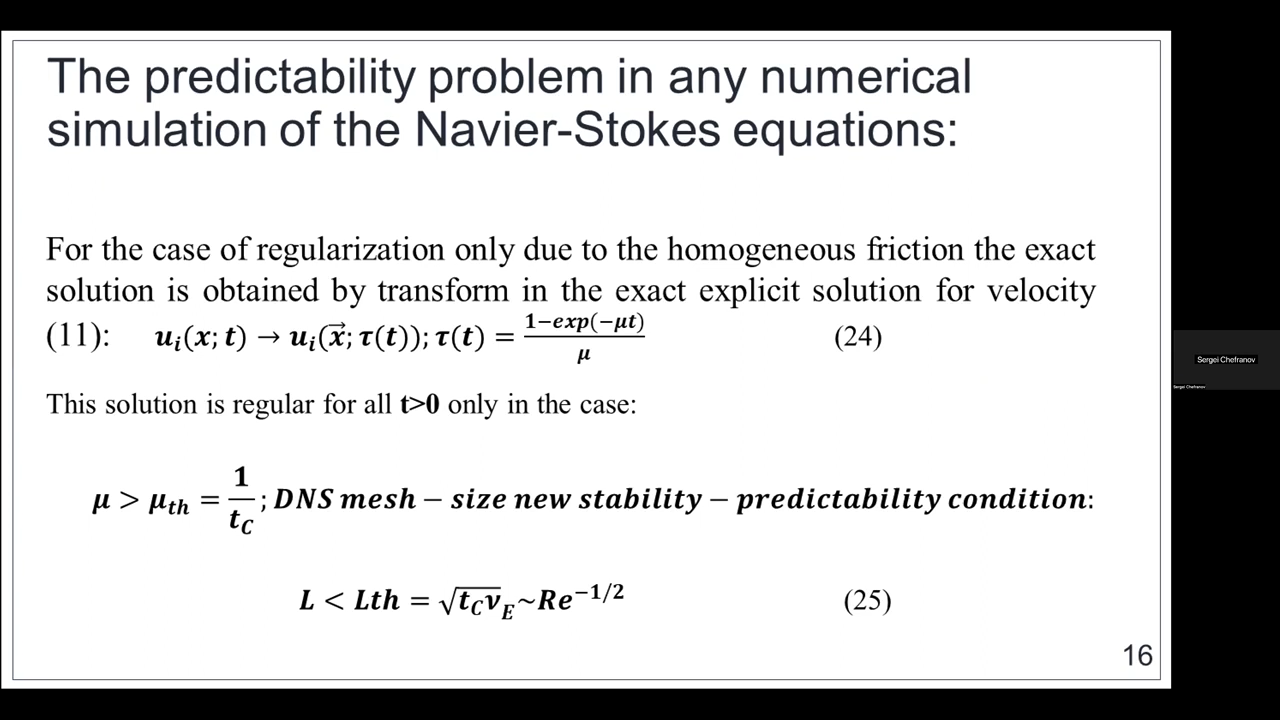 The predictability problem in any numerical
simulation of the Navier-Stokes equations:
For the case of regularization only due to the homogeneous friction the exact
solution is obtained by transform in the exact explicit solution for velocity
(11): u_i(x; t) → u_i(x⃗; τ(t)); τ(t) = (1−exp(−μt))/μ (24)
This solution is regular for all t>0 only in the case:
μ > μ_th = 1/t_C ; DNS mesh − size new stability − predictability condition:
L < Lth = √(t_C ν_E) ~Re^{−1/2} (25)
16
Sergei Chefranov
Sergei Chefranov